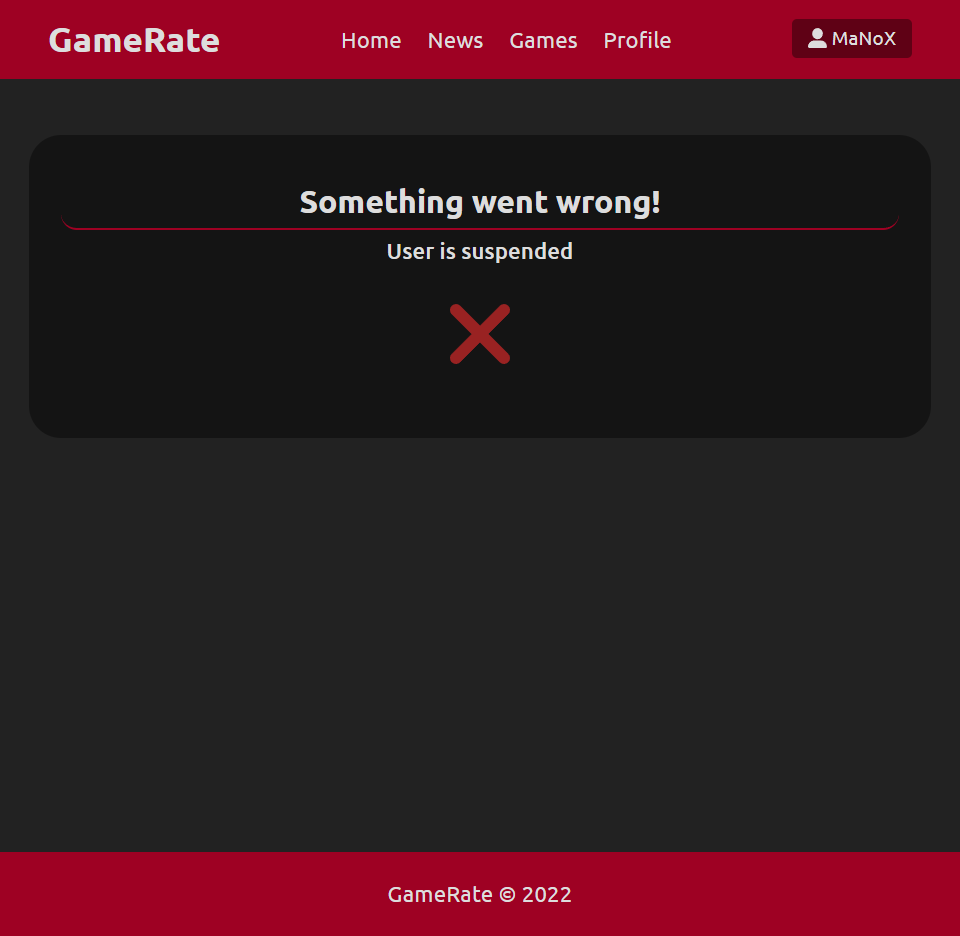 GameRate
Home News Games Profile
MaNoX
Something went wrong!
User is suspended
GameRate © 2022